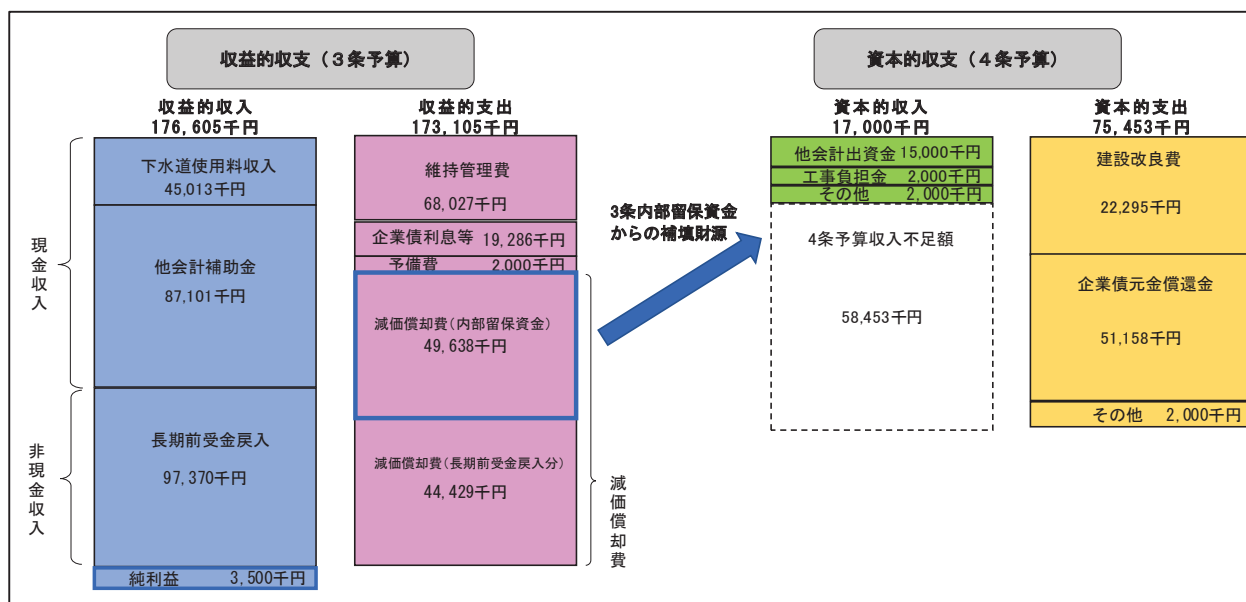 収益的収支（３条予算）
資本的収支（４条予算）
収益的収入
176,605千円
収益的支出
173,105千円
資本的収入
17,000千円
資本的支出
75,453千円
現金収入
非現金収入
下水道使用料収入
45,013千円
他会計補助金
87,101千円
長期前受金戻入
97,370千円
純利益 3,500千円
維持管理費
68,027千円
企業債利息等 19,286千円
予備費 2,000千円
減価償却費（内部留保資金）
49,638千円
減価償却費（長期前受金戻入分）
44,429千円
減価償却費
3条内部留保資金
からの補填財源
他会計出資金 15,000千円
工事負担金 2,000千円
その他 2,000千円
4条予算収入不足額
58,453千円
建設改良費
22,295千円
企業債元金償還金
51,158千円
その他 2,000千円